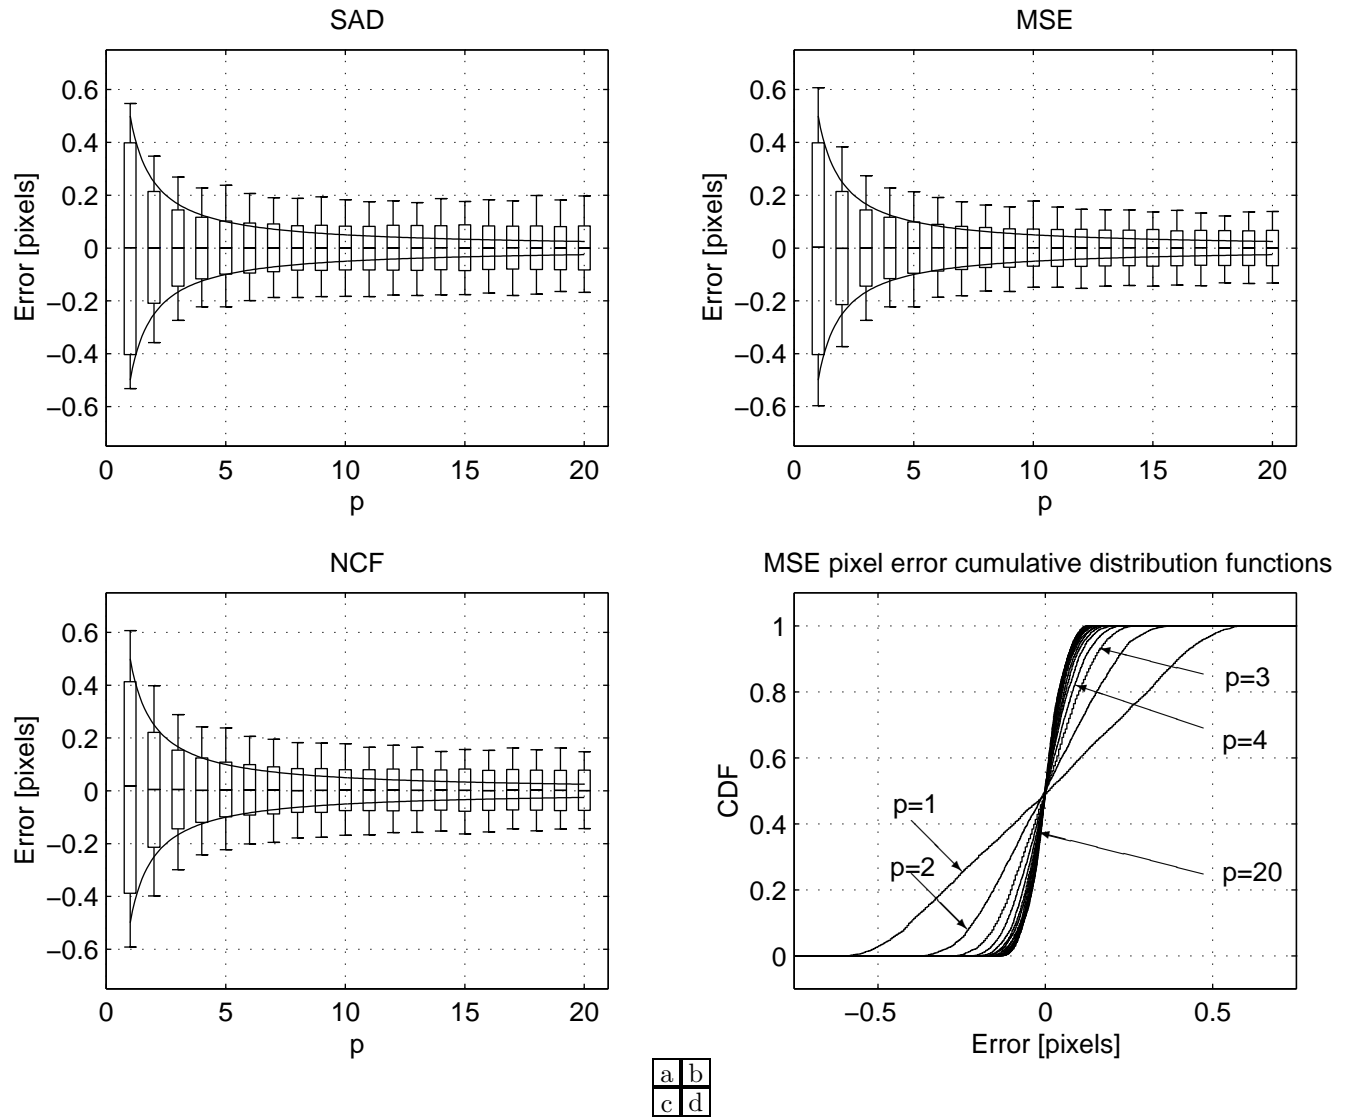 SAD
0.6
0.4
0.2
0
−0.2
−0.4
−0.6
Error [pixels]
0 5 10 15 20
p
MSE
0.6
0.4
0.2
0
−0.2
−0.4
−0.6
Error [pixels]
0 5 10 15 20
p
NCF
0.6
0.4
0.2
0
−0.2
−0.4
−0.6
Error [pixels]
0 5 10 15 20
p
MSE pixel error cumulative distribution functions
1
0.8
0.6
0.4
0.2
0
CDF
p=3
p=4
p=1
p=2
p=20
−0.5 0 0.5
Error [pixels]
a b
c d